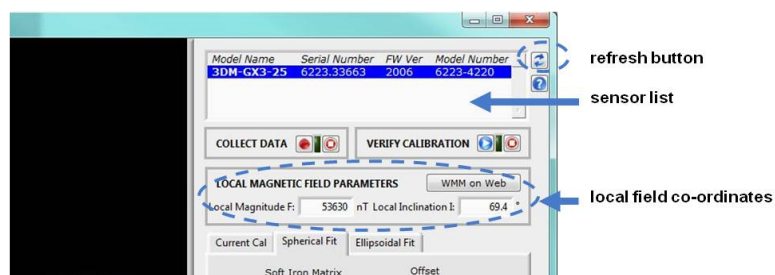 Model Name Serial Number FW Ver Model Number
3DM-GX3-25 6223.33663 2006 6223-4220
refresh button
sensor list
COLLECT DATA VERIFY CALIBRATION
LOCAL MAGNETIC FIELD PARAMETERS WMM on Web
Local Magnitude F: 53630 nT Local Inclination I: 69.4 °
local field co-ordinates
Current Cal Spherical Fit Ellipsoidal Fit
Soft Iron Matrix Offset